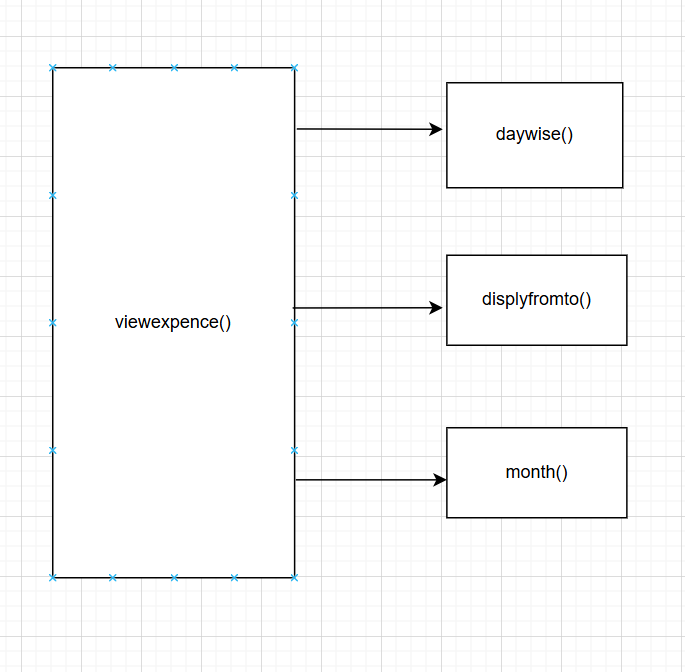 daywise()
displyfromto()
viewexpence()
month()